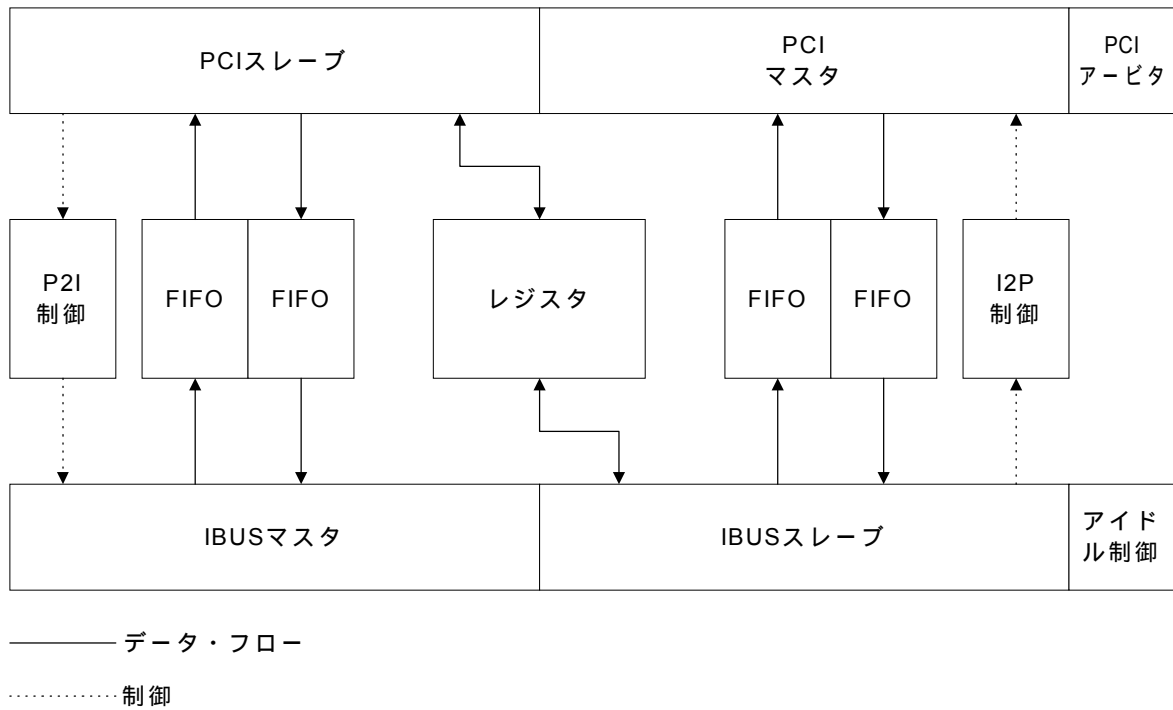 PCIスレーブ
PCI
マスタ
PCI
アービタ
P2I
制御
FIFO
FIFO
レジスタ
FIFO
FIFO
I2P
制御
IBUSマスタ
IBUSスレーブ
アイド
ル制御
データ・フロー
制御